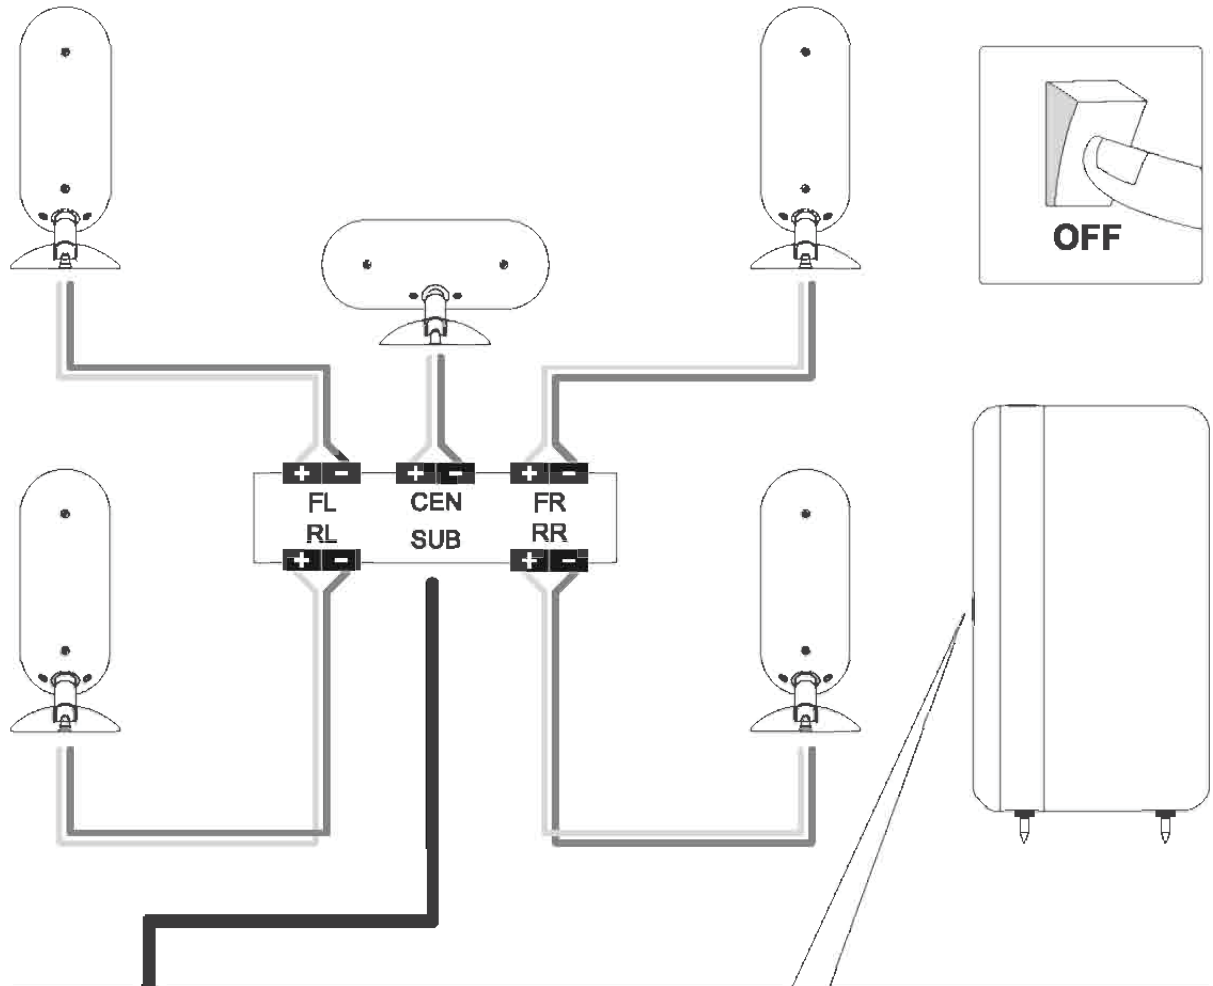 OFF
+ - + - + -
FL CEN FR
RL SUB RR
+ - + -